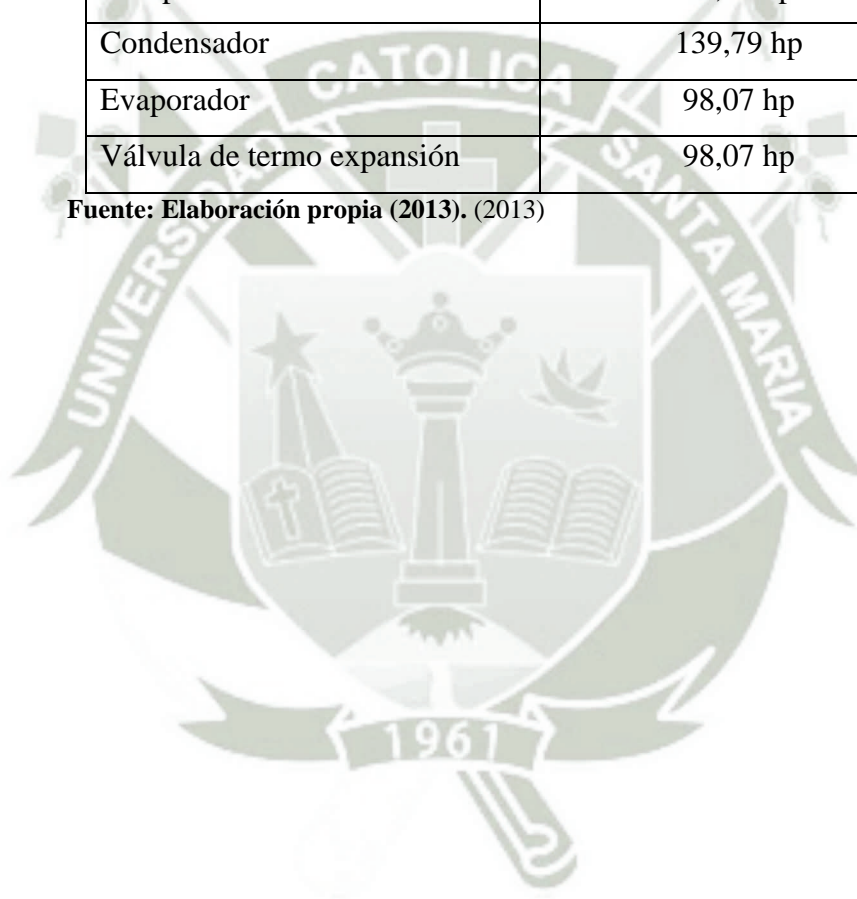 Condensador 139,79 hp
Evaporador 98,07 hp
Válvula de termo expansión 98,07 hp
Fuente: Elaboración propia (2013). (2013)
UNIVERSIDAD CATOLICA SANTA MARIA
1961